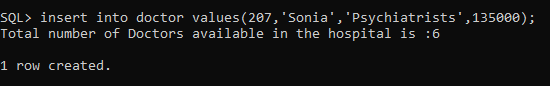 SQL> insert into doctor values(207,'Sonia','Psychiatrists',135000);
Total number of Doctors available in the hospital is :6
1 row created.